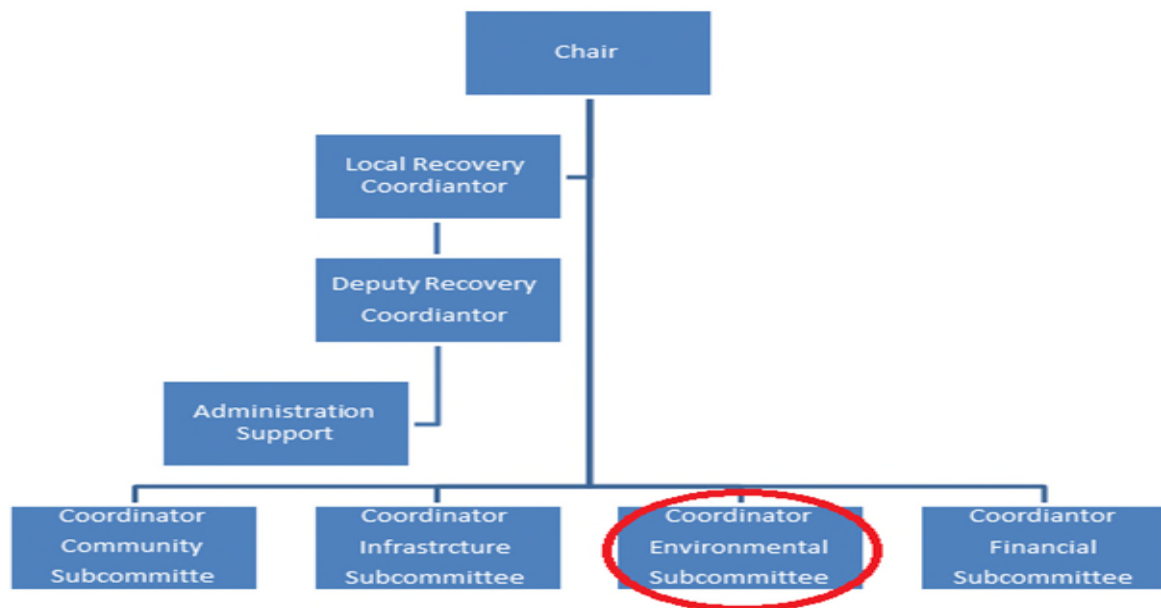 Chair
Local Recovery
Coordiantor
Deputy Recovery
Coordiantor
Administration
Support
Coordinator
Community
Subcommitte
Coordinator
Infrastrcture
Subcommittee
Coordinator
Environmental
Subcommittee
Coordiantor
Financial
Subcommittee